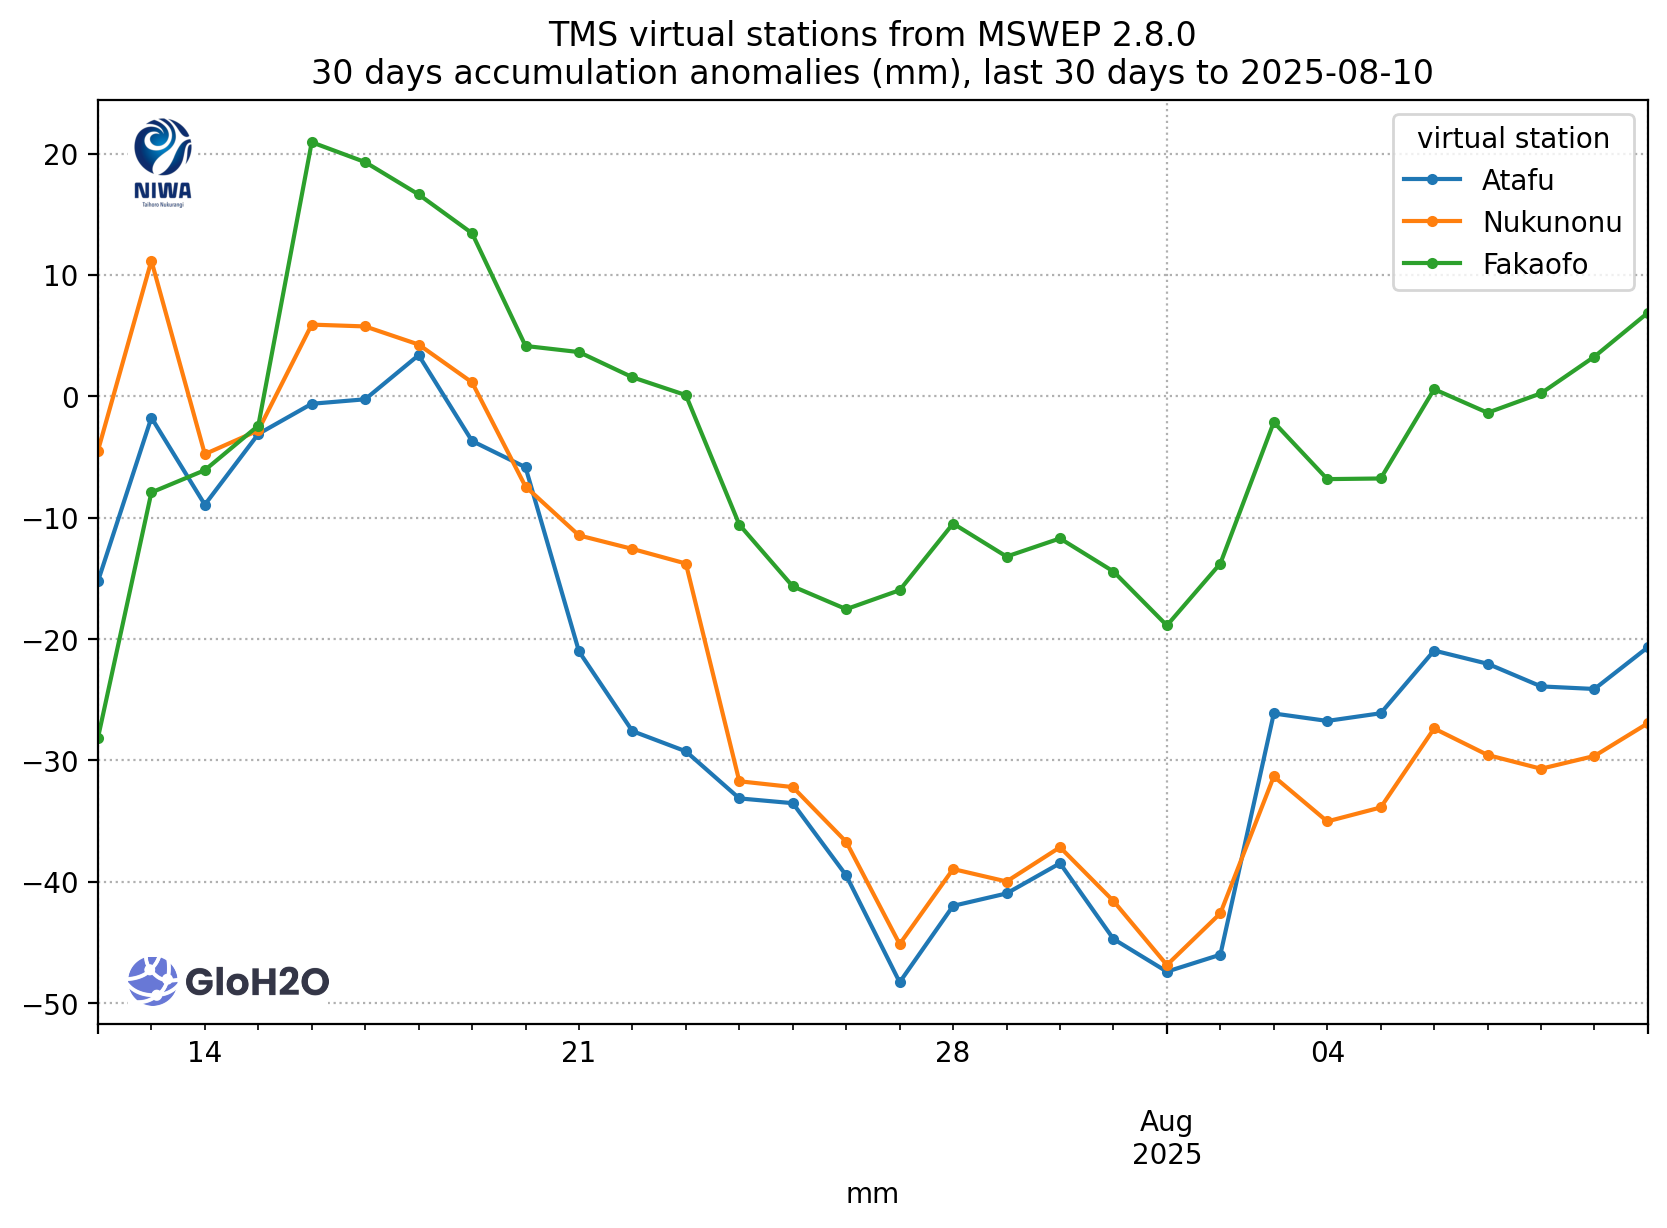 TMS virtual stations from MSWEP 2.8.0
30 days accumulation anomalies (mm), last 30 days to 2025-08-10
NIWA
Taihoro Nukurangi
virtual station
Atafu
Nukunonu
Fakaofo
20
10
0
−10
−20
−30
−40
−50
GloH2O
14 21 28 04
Aug
2025
mm